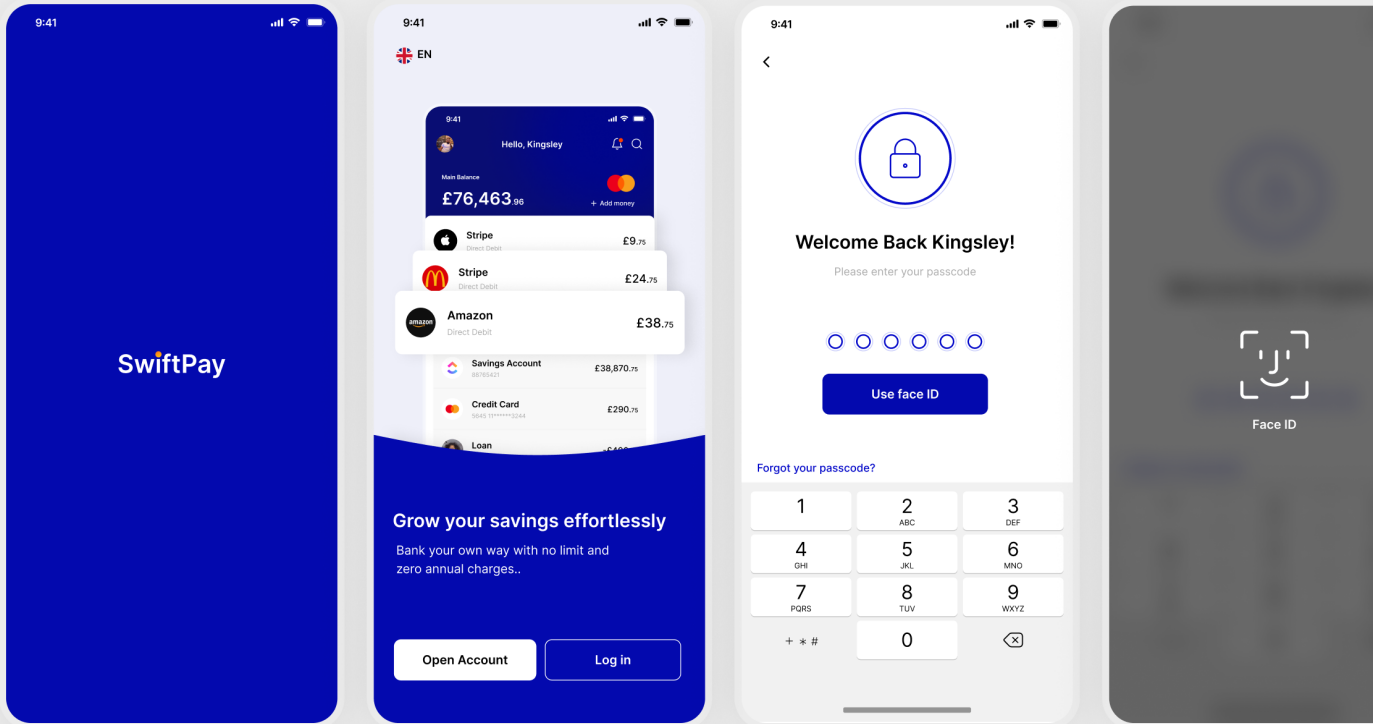 9:41
SwiftPay
9:41
EN
9:41
Hello, Kingsley
Main Balance
£76,463.96
+ Add money
Stripe
Direct Debit
£9.75
Stripe
Direct Debit
£24.75
amazon
Amazon
Direct Debit
£38.75
Savings Account
£38,870.75
Credit Card
9845 11******3244
£290.75
Loan
Grow your savings effortlessly
Bank your own way with no limit and
zero annual charges..
Open Account
Log in
9:41
Welcome Back Kingsley!
Please enter your passcode
Use face ID
Forgot your passcode?
1 2 3
ABC DEF
4 5 6
GHI JKL MNO
7 8 9
PQRS TUV WXYZ
+ * # 0
Face ID